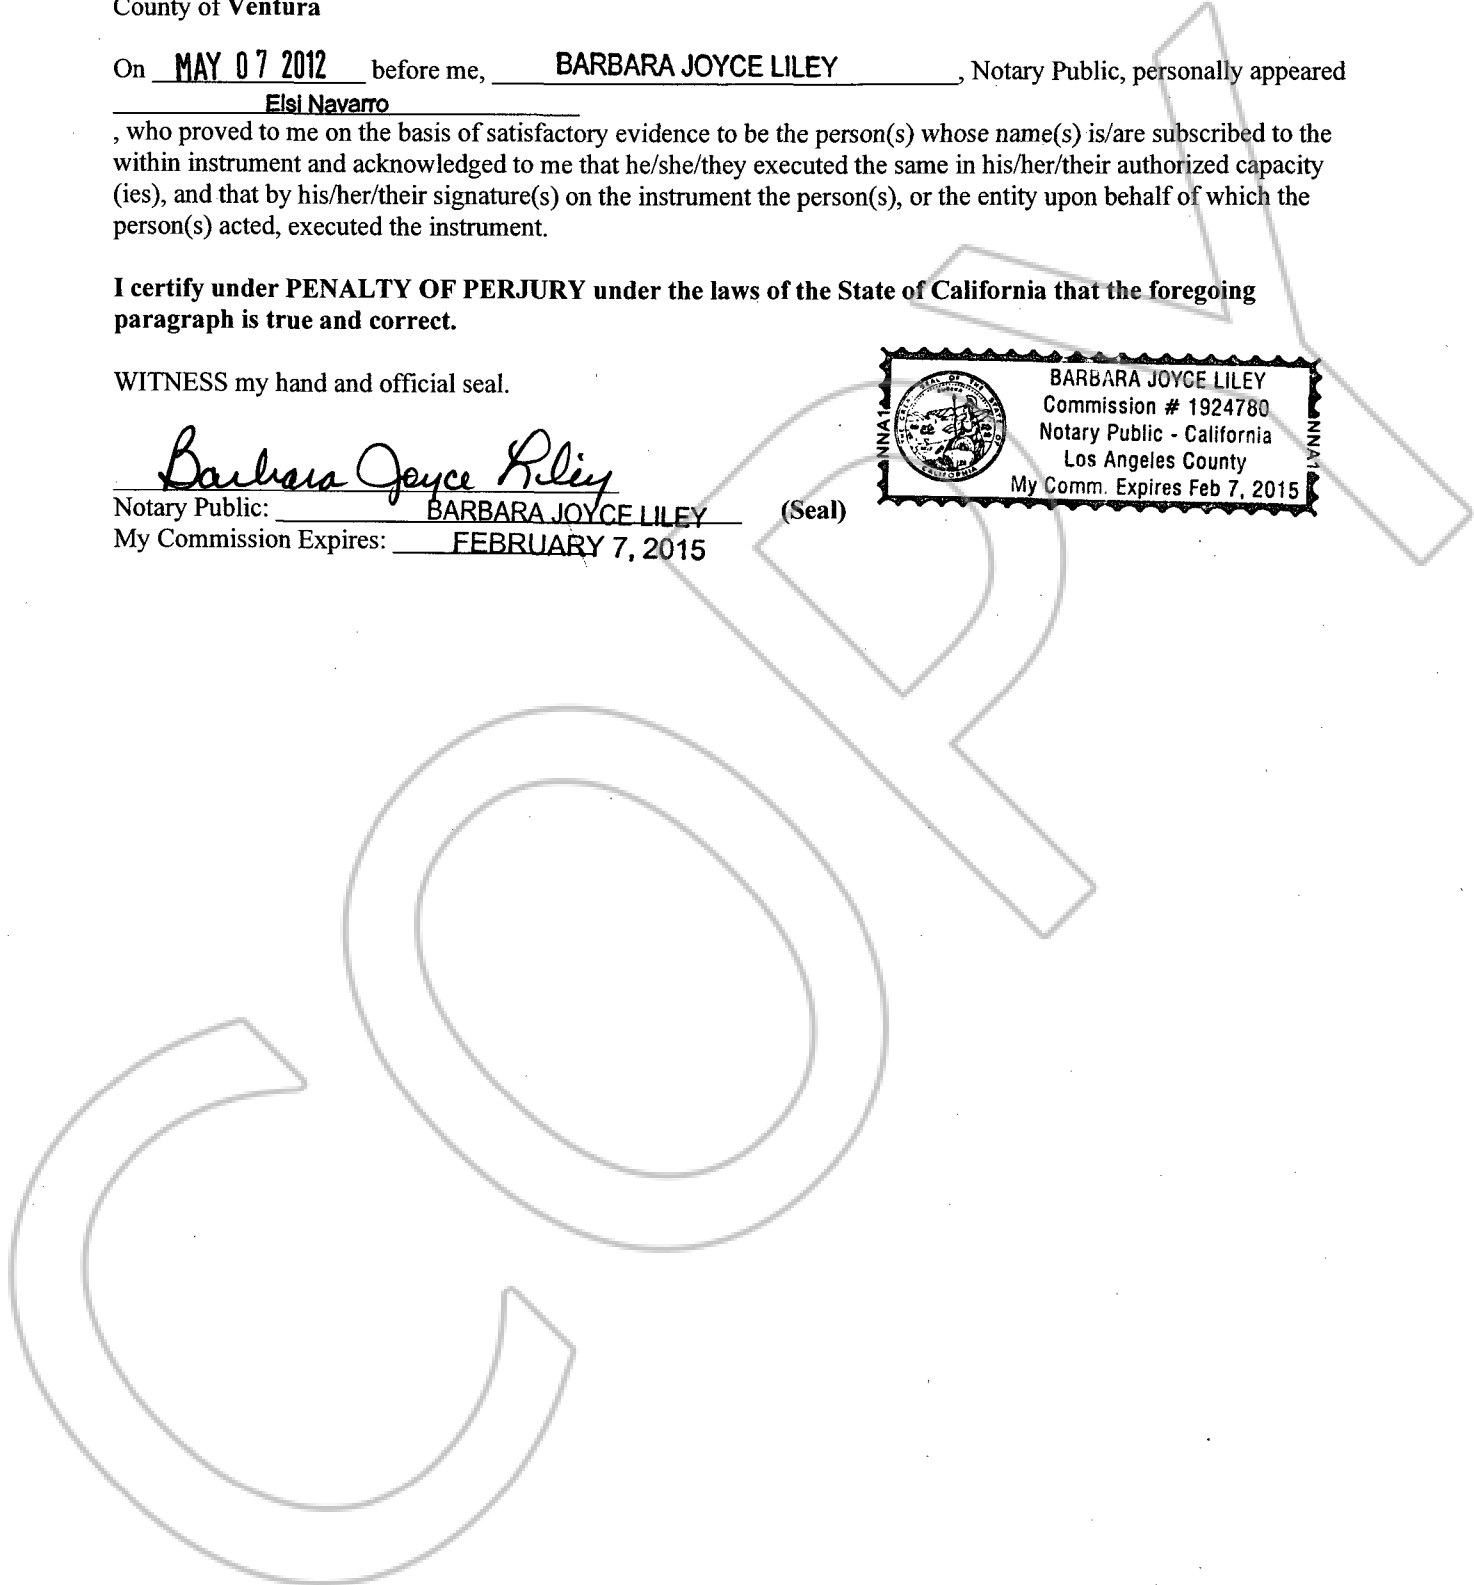 County of Ventura
On MAY 07 2012 before me, BARBARA JOYCE LILEY, Notary Public, personally appeared
Elsi Navarro
, who proved to me on the basis of satisfactory evidence to be the person(s) whose name(s) is/are subscribed to the
within instrument and acknowledged to me that he/she/they executed the same in his/her/their authorized capacity
(ies), and that by his/her/their signature(s) on the instrument the person(s), or the entity upon behalf of which the
person(s) acted, executed the instrument.
I certify under PENALTY OF PERJURY under the laws of the State of California that the foregoing
paragraph is true and correct.
WITNESS my hand and official seal.
Barbara Joyce Liley
Notary Public: BARBARA JOYCE LILEY (Seal)
My Commission Expires: FEBRUARY 7, 2015
NNA1
BARBARA JOYCE LILEY
Commission # 1924780
Notary Public - California
Los Angeles County
My Comm. Expires Feb 7, 2015
NNA1
COPY